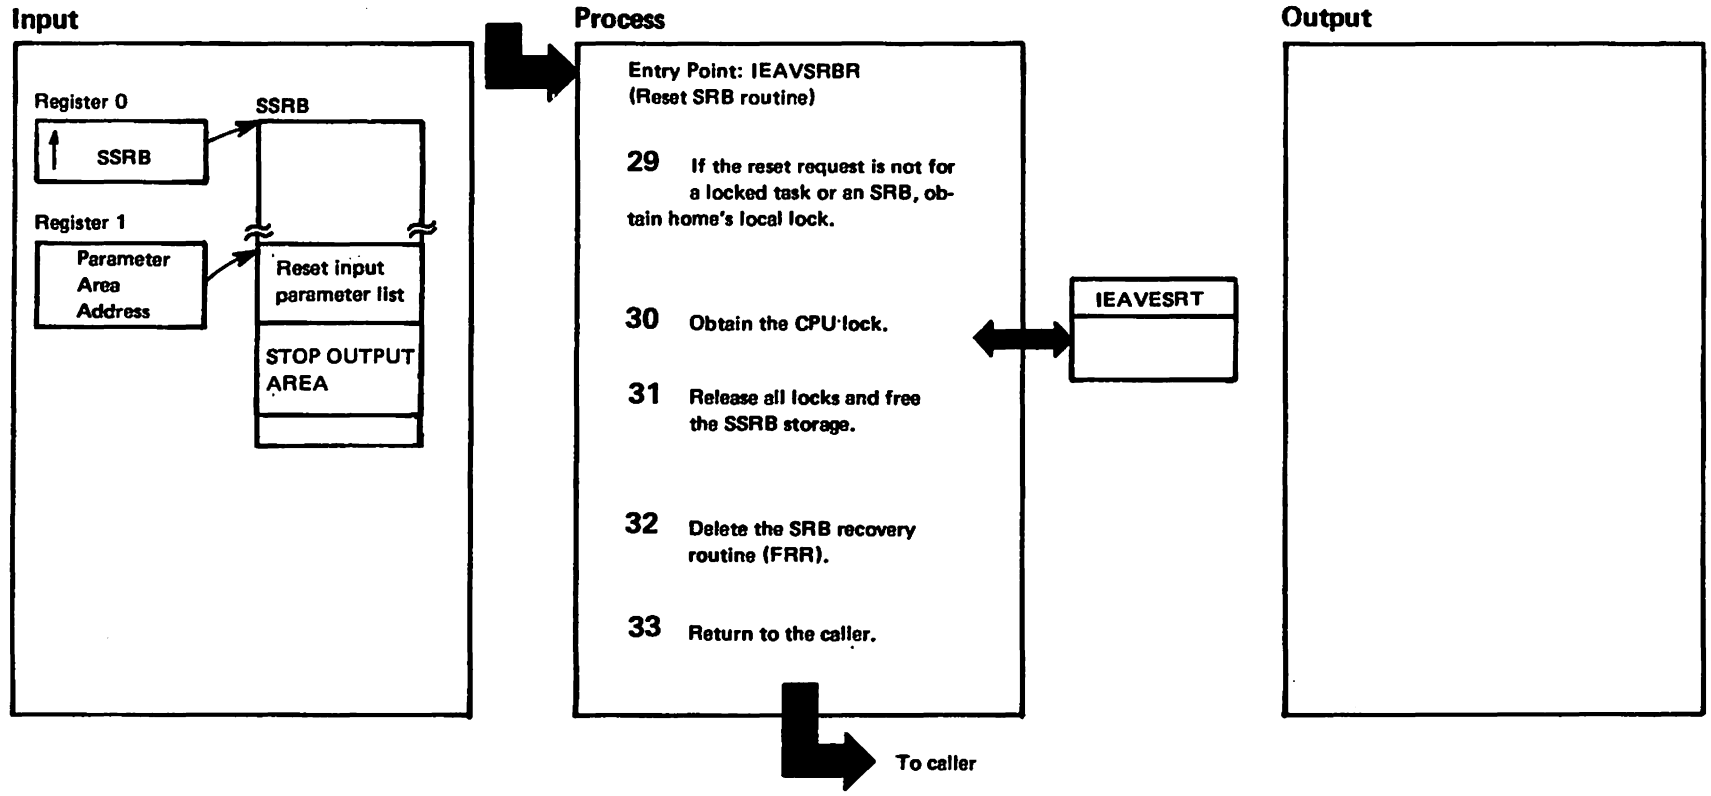 Input
Register 0
SSRB
SSRB
Register 1
Parameter
Area
Address
Reset input
parameter list
STOP OUTPUT
AREA
Process
Entry Point: IEAVSRBR
(Reset SRB routine)
29 If the reset request is not for
a locked task or an SRB, ob-
tain home's local lock.
30 Obtain the CPU lock.
IEAVESRT
31 Release all locks and free
the SSRB storage.
32 Delete the SRB recovery
routine (FRR).
33 Return to the caller.
To caller
Output